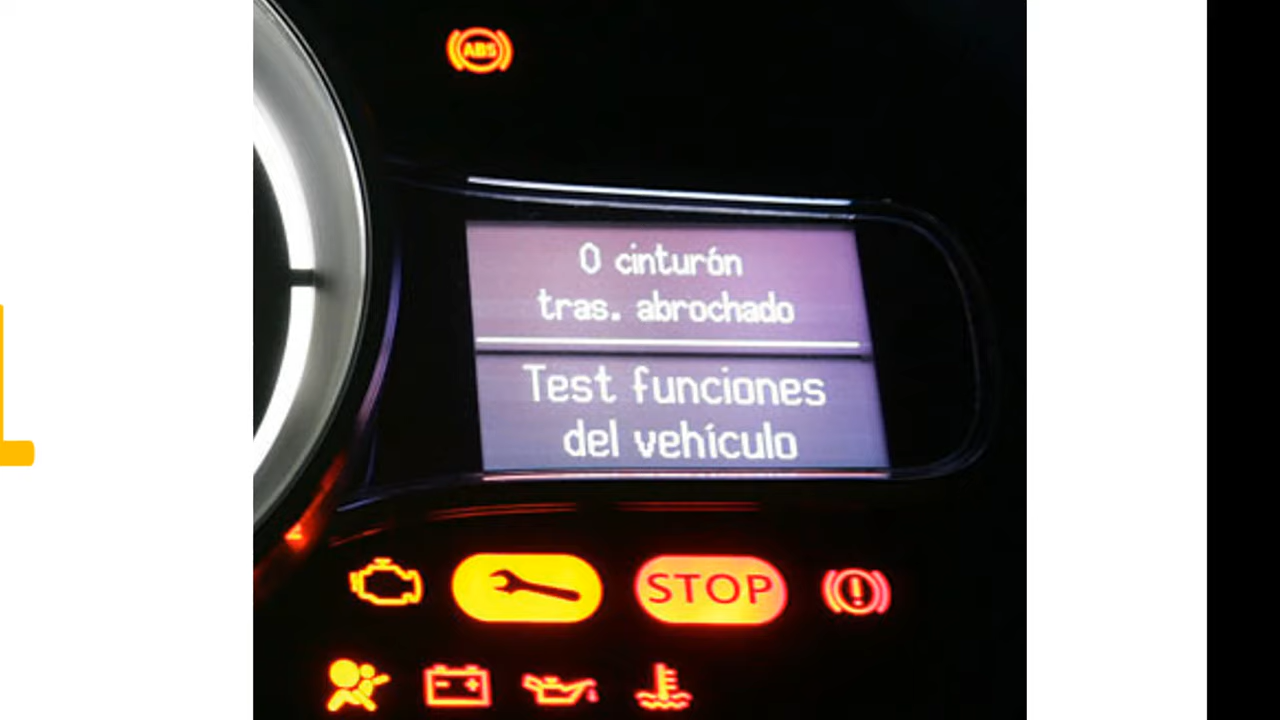 ABS
0 cinturón
tras. abrochado
Test funciones
del vehículo
STOP